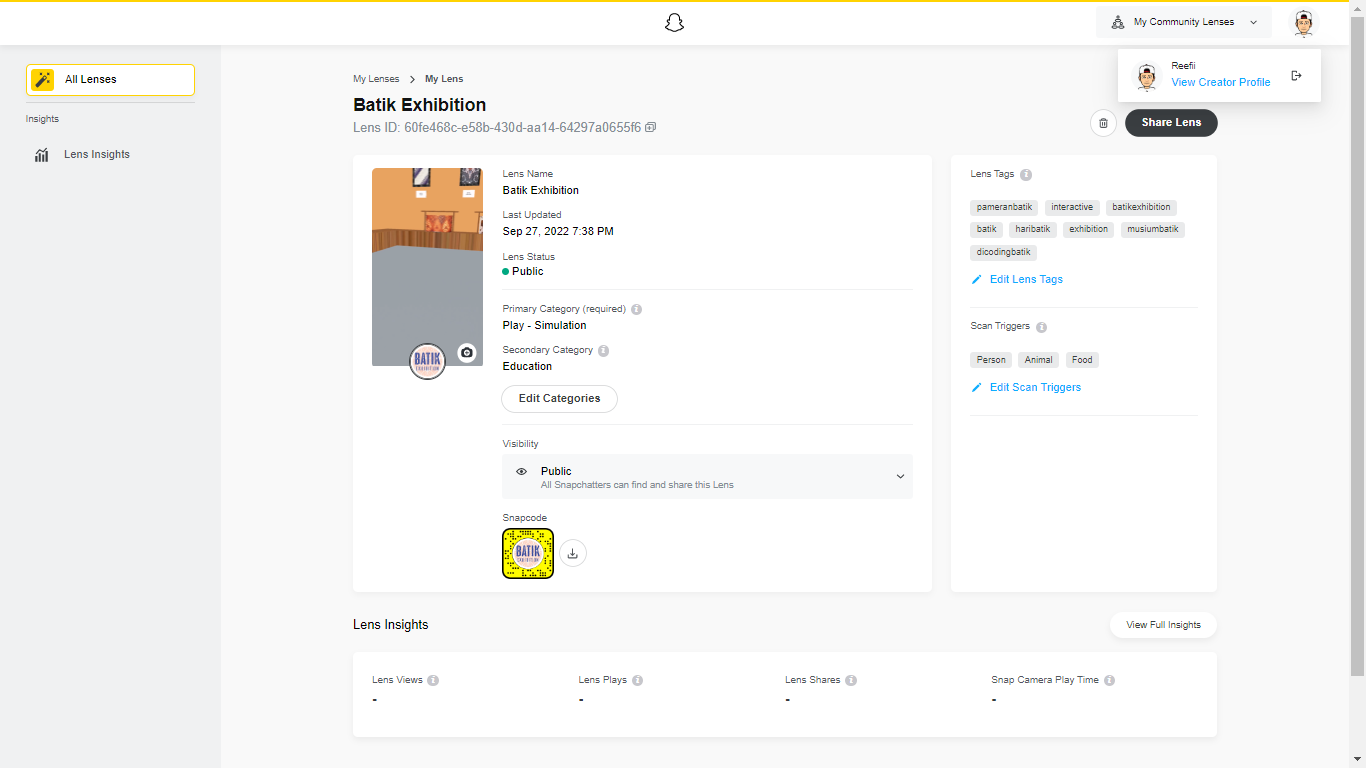 My Community Lenses
Reefii
View Creator Profile
All Lenses
Insights
Lens Insights
My Lenses > My Lens
Batik Exhibition
Lens ID: 60fe468c-e58b-430d-aa14-64297a0655f6
Share Lens
BATIK
EXHIBITION
Lens Name
Batik Exhibition
Last Updated
Sep 27, 2022 7:38 PM
Lens Status
Public
Primary Category (required)
Play - Simulation
Secondary Category
Education
Edit Categories
Visibility
Public
All Snapchatters can find and share this Lens
Snapcode
BATIK
EXHIBITION
Lens Tags
pameranbatik interactive batikexhibition
batik haribatik exhibition musiumbatik
dicodingbatik
Edit Lens Tags
Scan Triggers
Person Animal Food
Edit Scan Triggers
Lens Insights
View Full Insights
Lens Views Lens Plays Lens Shares Snap Camera Play Time
- - - -